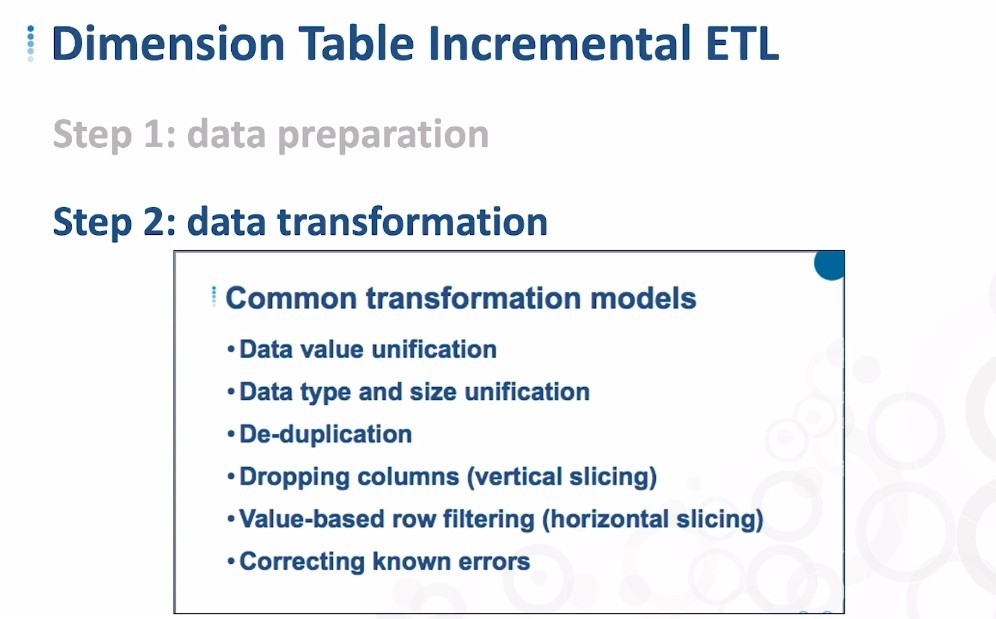 Dimension Table Incremental ETL
Step 1: data preparation
Step 2: data transformation
Common transformation models
•Data value unification
•Data type and size unification
•De-duplication
•Dropping columns (vertical slicing)
•Value-based row filtering (horizontal slicing)
•Correcting known errors